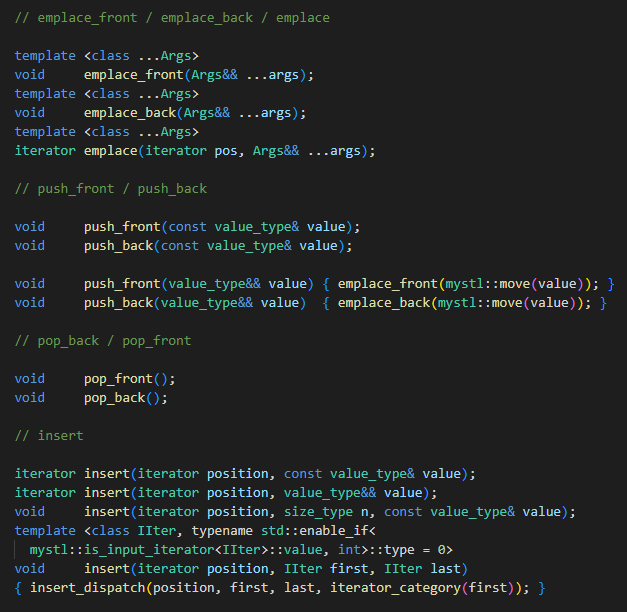 // emplace_front / emplace_back / emplace
template <class ...Args>
void     emplace_front(Args&& ...args);
template <class ...Args>
void     emplace_back(Args&& ...args);
template <class ...Args>
iterator emplace(iterator pos, Args&& ...args);
// push_front / push_back
void     push_front(const value_type& value);
void     push_back(const value_type& value);
void     push_front(value_type&& value) { emplace_front(mystl::move(value)); }
void     push_back(value_type&& value)  { emplace_back(mystl::move(value)); }
// pop_back / pop_front
void     pop_front();
void     pop_back();
// insert
iterator insert(iterator position, const value_type& value);
iterator insert(iterator position, value_type&& value);
void     insert(iterator position, size_type n, const value_type& value);
template <class IIter, typename std::enable_if<
  mystl::is_input_iterator<IIter>::value, int>::type = 0>
void     insert(iterator position, IIter first, IIter last)
{ insert_dispatch(position, first, last, iterator_category(first)); }